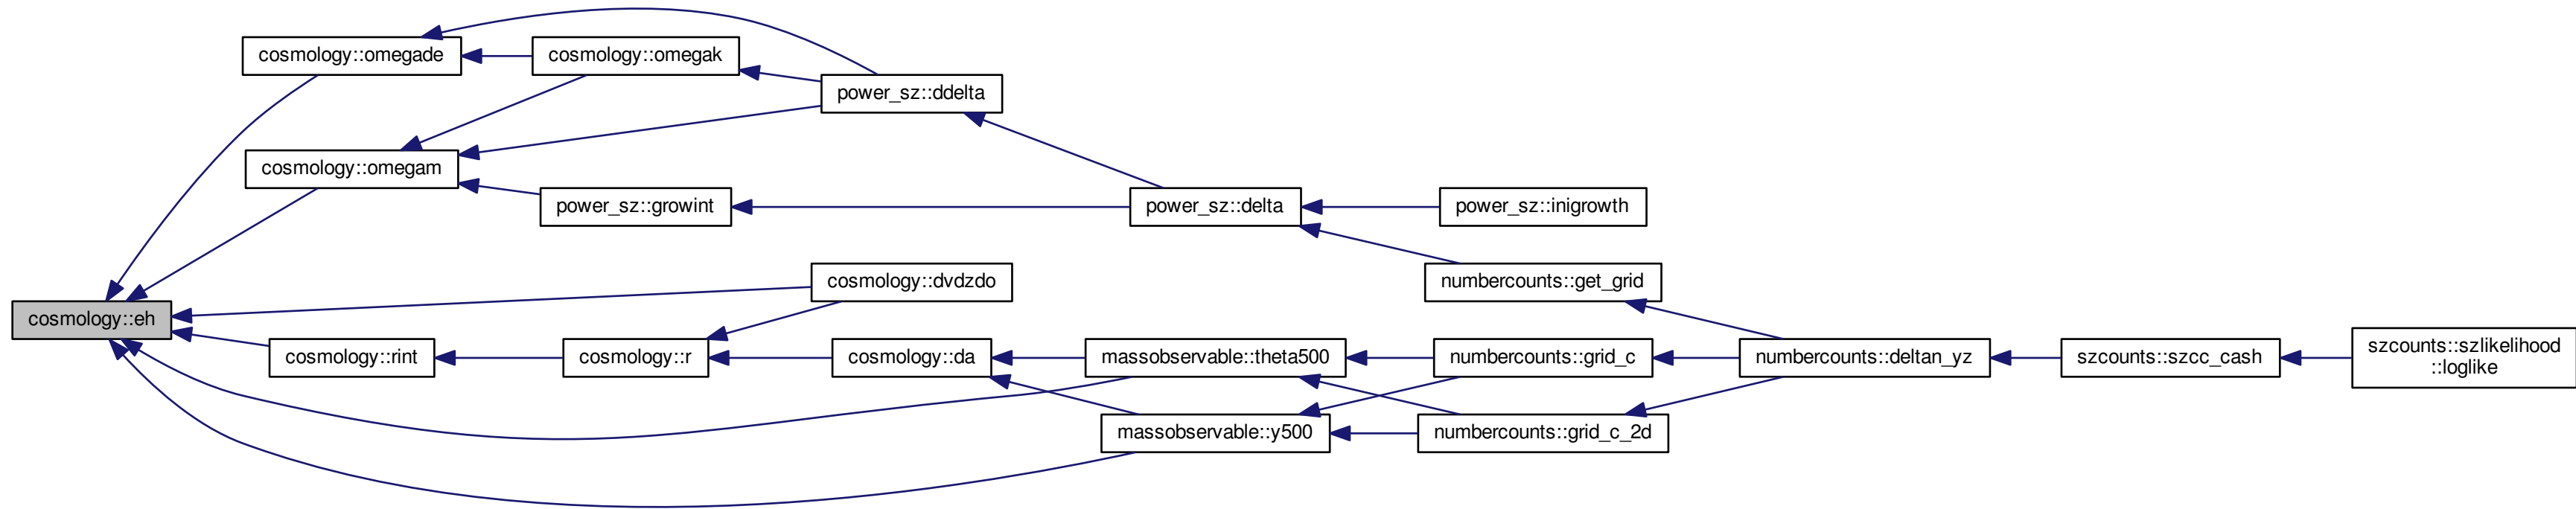 cosmology::omegade
cosmology::omegak
power_sz::ddelta
cosmology::omegam
power_sz::growint
power_sz::delta
power_sz::inigrowth
cosmology::dvdzdo
numbercounts::get_grid
cosmology::eh
cosmology::rint
cosmology::r
cosmology::da
massobservable::theta500
numbercounts::grid_c
numbercounts::deltan_yz
szcounts::szcc_cash
szcounts::szlikelihood
::loglike
massobservable::y500
numbercounts::grid_c_2d